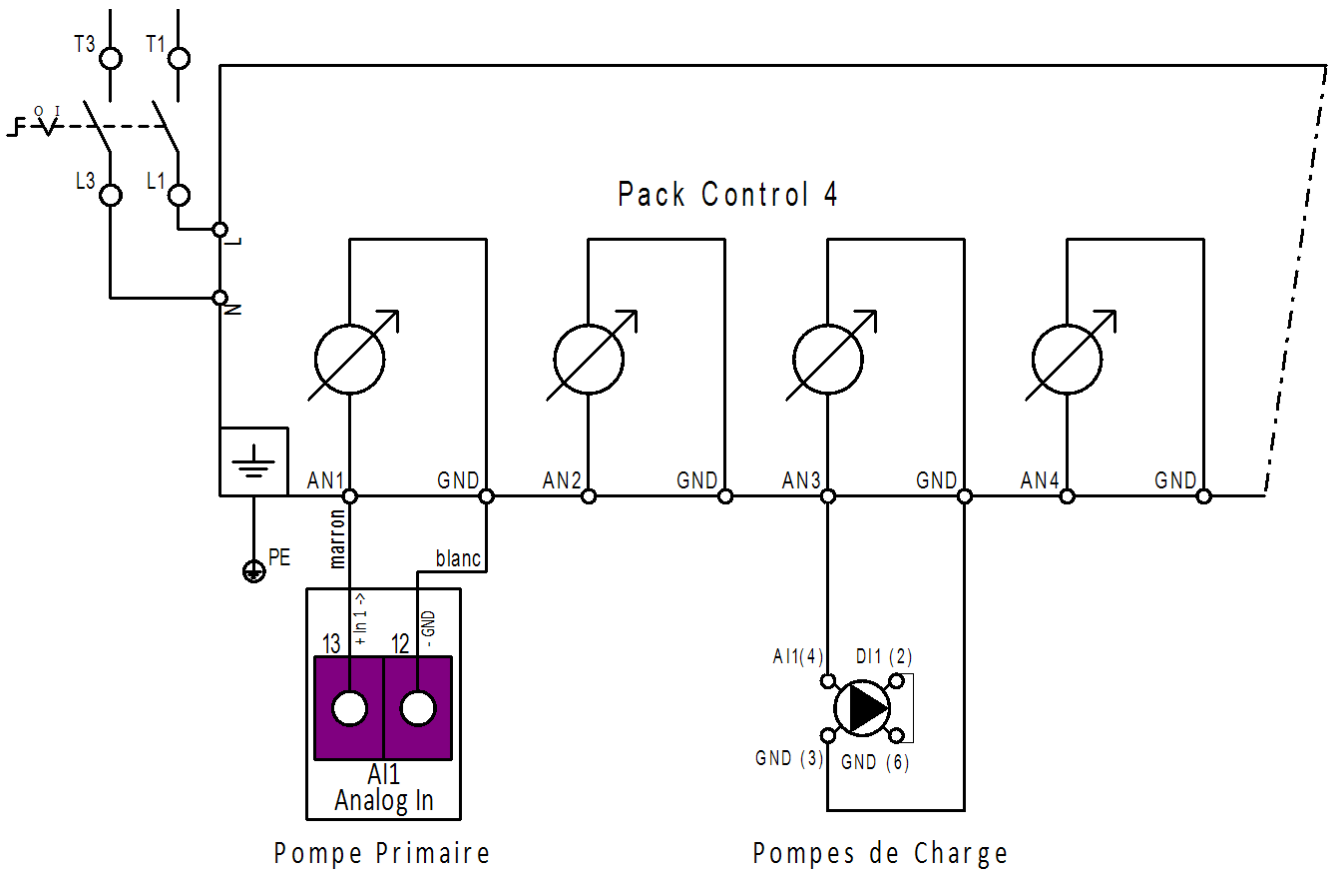 T3
T1
O I
L3
L1
Pack Control 4
L
N
AN1
GND
AN2
GND
AN3
GND
AN4
GND
marron
blanc
PE
+ In 1 ->
- GND
13
12
AI1(4)
DI1 (2)
GND (3)
GND (6)
AI1
Analog In
Pompe Primaire
Pompes de Charge